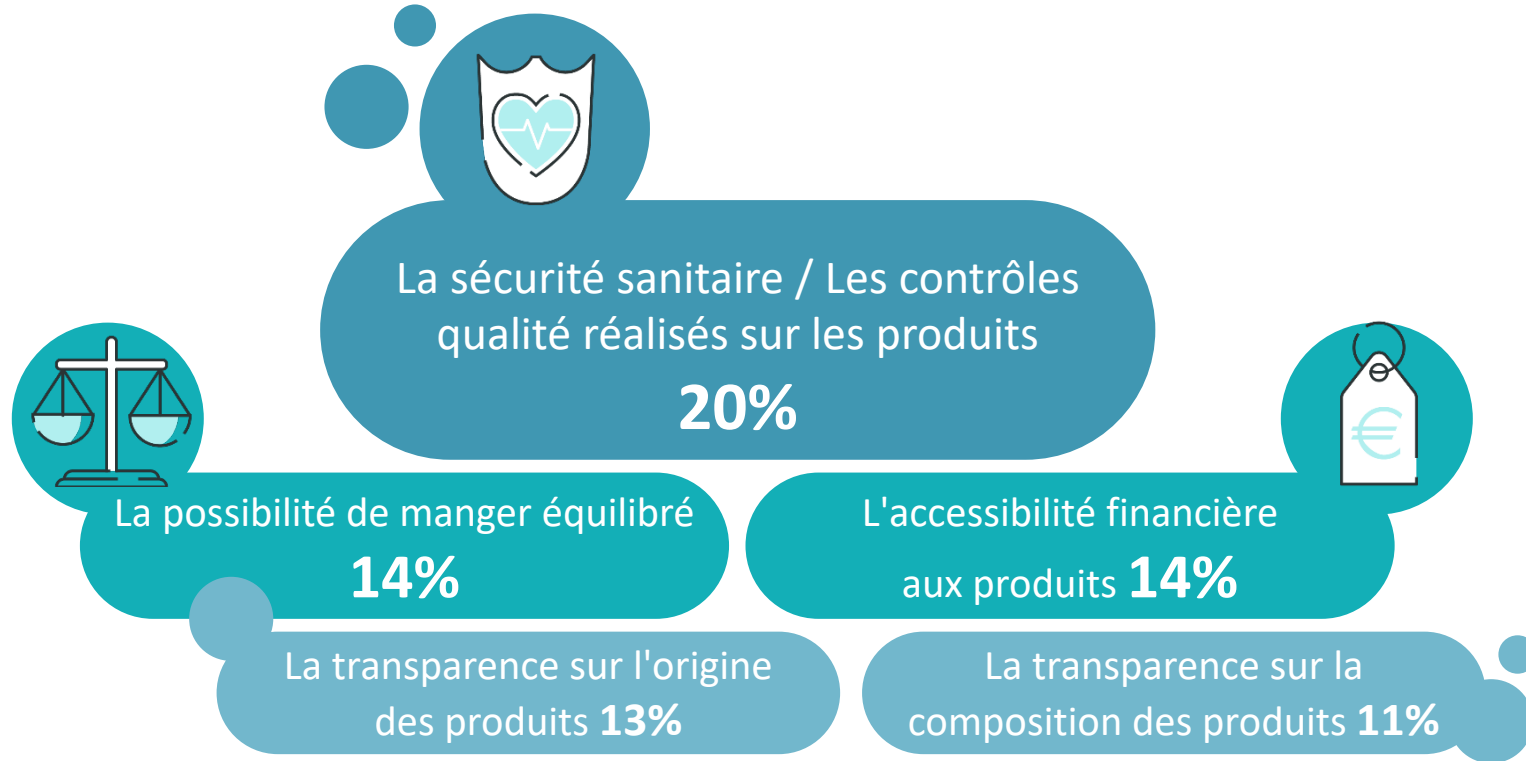 La sécurité sanitaire / Les contrôles
qualité réalisés sur les produits
20%
La possibilité de manger équilibré
14%
L'accessibilité financière
aux produits 14%
La transparence sur l'origine
des produits 13%
La transparence sur la
composition des produits 11%
€